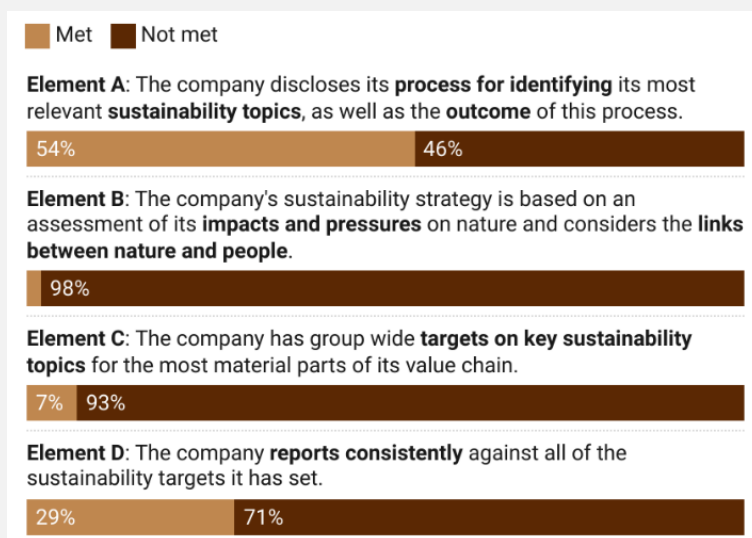 Met Not met
Element A: The company discloses its process for identifying its most
relevant sustainability topics, as well as the outcome of this process.
54% 46%
Element B: The company's sustainability strategy is based on an
assessment of its impacts and pressures on nature and considers the links
between nature and people.
98%
Element C: The company has group wide targets on key sustainability
topics for the most material parts of its value chain.
7% 93%
Element D: The company reports consistently against all of the
sustainability targets it has set.
29% 71%